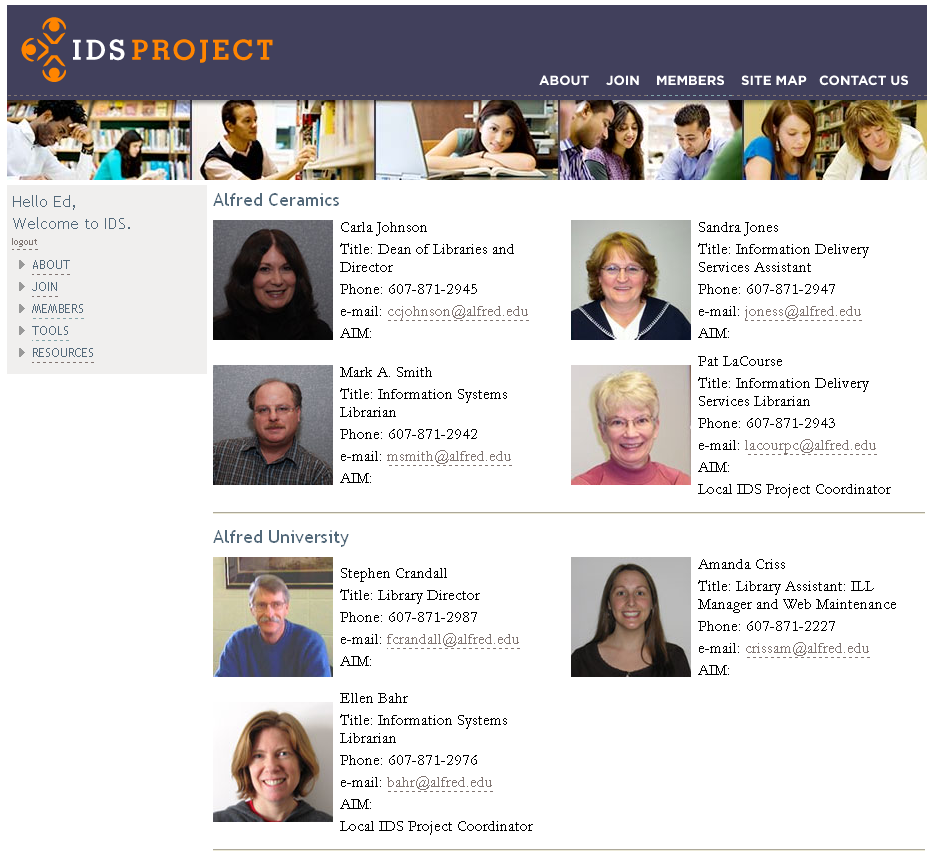 IDS PROJECT
ABOUT JOIN MEMBERS SITE MAP CONTACT US
Hello Ed,
Welcome to IDS.
logout
ABOUT
JOIN
MEMBERS
TOOLS
RESOURCES
Alfred Ceramics
Carla Johnson
Title: Dean of Libraries and
Director
Phone: 607-871-2945
e-mail: ccjohnson@alfred.edu
AIM:
Sandra Jones
Title: Information Delivery
Services Assistant
Phone: 607-871-2947
e-mail: joness@alfred.edu
AIM:
Mark A. Smith
Title: Information Systems
Librarian
Phone: 607-871-2942
e-mail: msmith@alfred.edu
AIM:
Pat LaCourse
Title: Information Delivery
Services Librarian
Phone: 607-871-2943
e-mail: lacourpc@alfred.edu
AIM:
Local IDS Project Coordinator
Alfred University
Stephen Crandall
Title: Library Director
Phone: 607-871-2987
e-mail: fcrandall@alfred.edu
AIM:
Amanda Criss
Title: Library Assistant: ILL
Manager and Web Maintenance
Phone: 607-871-2227
e-mail: crissam@alfred.edu
AIM:
Ellen Bahr
Title: Information Systems
Librarian
Phone: 607-871-2976
e-mail: bahr@alfred.edu
AIM:
Local IDS Project Coordinator